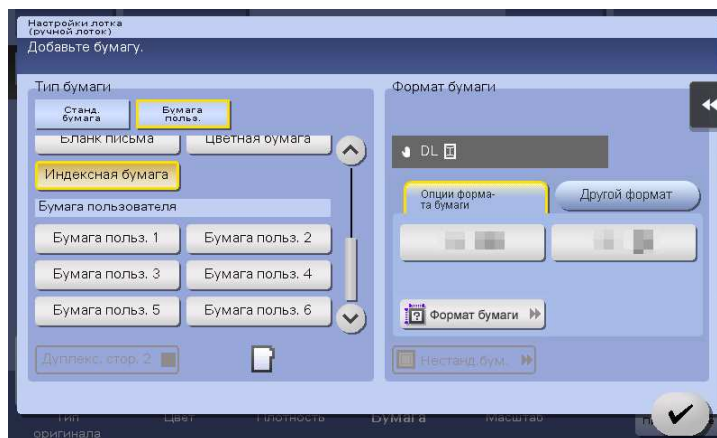 Настройки лотка
(ручной лоток)
Добавьте бумагу.
Тип бумаги
Станд.
бумага
Бумага
польз.
Бланк письма
Цветная бумага
Индексная бумага
Бумага пользователя
Бумага польз. 1
Бумага польз. 2
Бумага польз. 3
Бумага польз. 4
Бумага польз. 5
Бумага польз. 6
Дуплекс. стор. 2
Формат бумаги
DL
Опции форма-
та бумаги
Другой формат
Формат бумаги
Нестанд.бум.
Тип
оригинала
Цвет
Плотность
Бумага
Масштаб